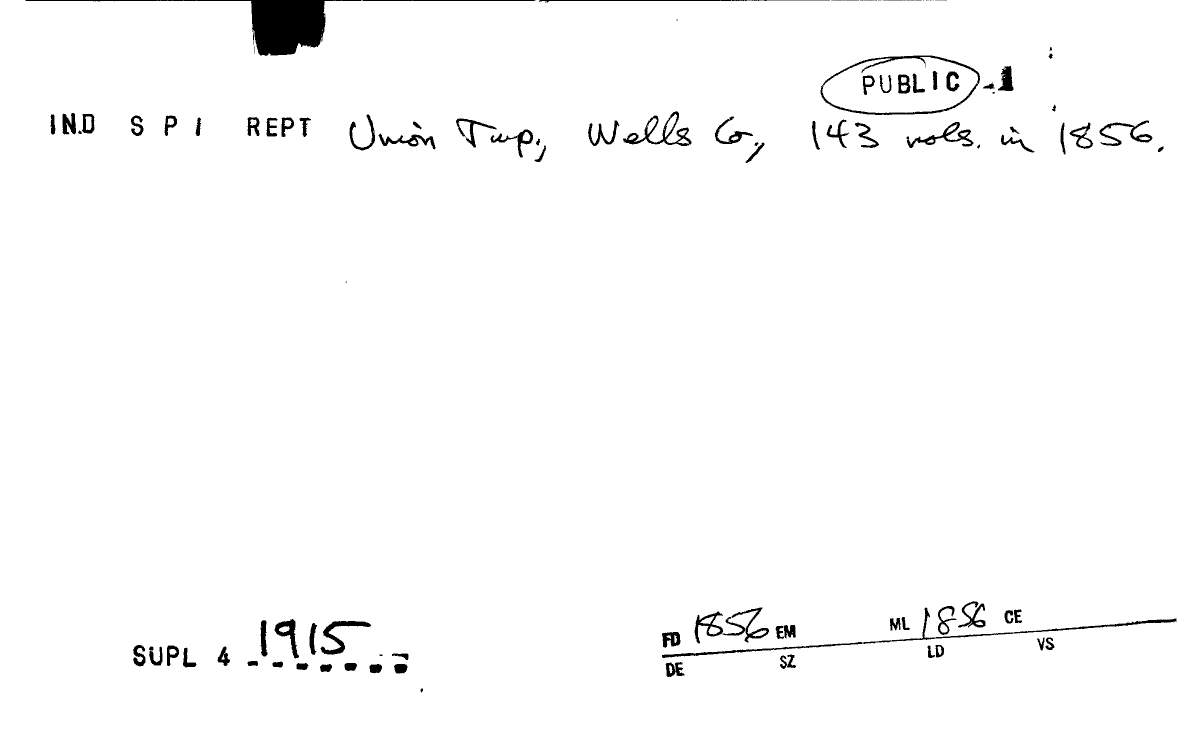 PUBLIC -1
IND S P I REPT Union Twp., Wells Co., 143 vols. in 1856.
SUPL 4 1915
FD 1856 EM ML 1856 CE
DE SZ LD VS